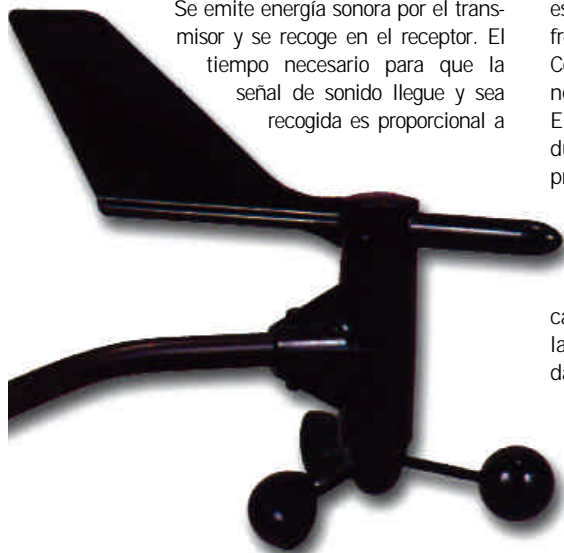 Se emite energía sonora por el trans-
misor y se recoge en el receptor. El
tiempo necesario para que la
señal de sonido llegue y sea
recogida es proporcional a